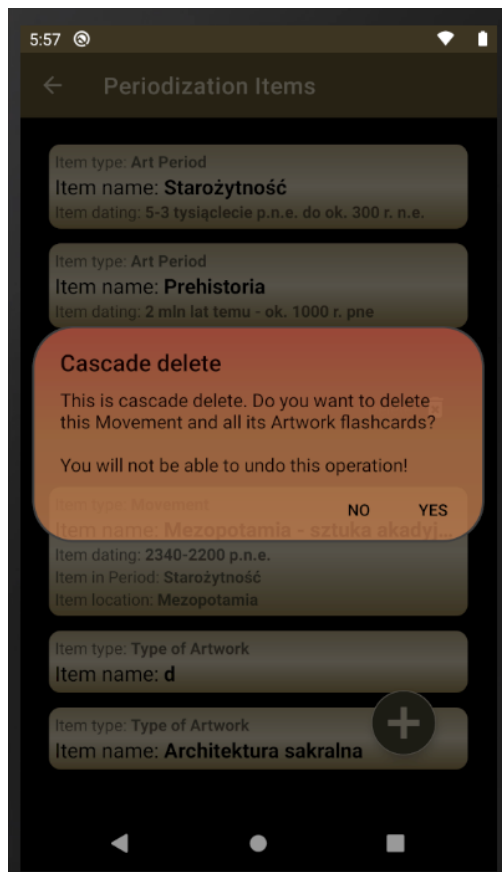 5:57
Periodization Items
Item type: Art Period
Item name: Starożytność
Item dating: 5-3 tysiąclecie p.n.e. do ok. 300 r. n.e.
Item type: Art Period
Item name: Prehistoria
Item dating: 2 mln lat temu - ok. 1000 r. pne
Cascade delete
This is cascade delete. Do you want to delete
this Movement and all its Artwork flashcards?
You will not be able to undo this operation!
NO YES
Item type: Movement
Item name: Mezopotamia - sztuka akadyj...
Item dating: 2340-2200 p.n.e.
Item in Period: Starożytność
Item location: Mezopotamia
Item type: Type of Artwork
Item name: d
Item type: Type of Artwork
Item name: Architektura sakralna